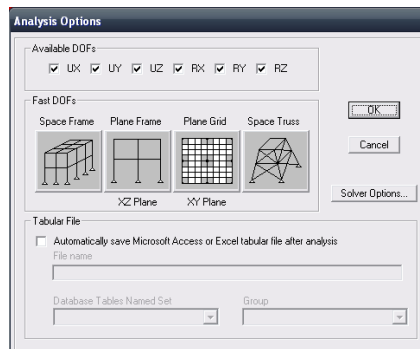 Analysis Options
Available DOFs
UX UY UZ RX RY RZ
Fast DOFs
Space Frame Plane Frame Plane Grid Space Truss
OK
Cancel
XZ Plane XY Plane
Solver Options...
Tabular File
Automatically save Microsoft Access or Excel tabular file after analysis
File name
Database Tables Named Set Group